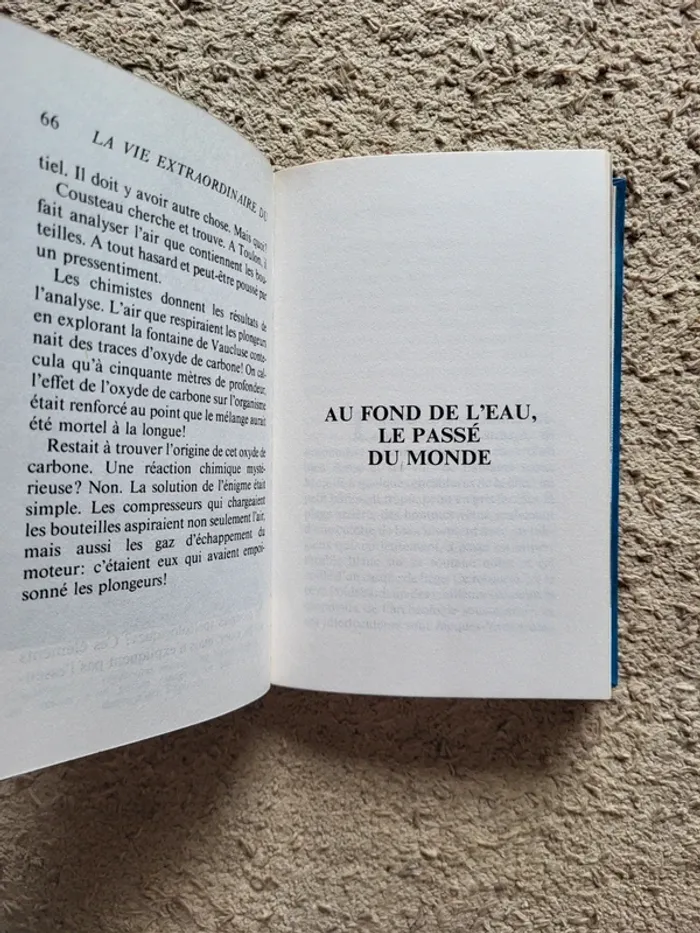 66
LA VIE EXTRAORDINAIRE DU
tiel. Il doit y avoir autre chose. Mais quoi?
Cousteau cherche et trouve. A Toulon, il
fait analyser l'air que contiennent les bou-
teilles. A tout hasard et peut-être poussé par
un pressentiment.
Les chimistes donnent les résultats de
l'analyse. L'air que respiraient les plongeurs
en explorant la fontaine de Vaucluse conte-
nait des traces d'oxyde de carbone! On cal-
cula qu'à cinquante mètres de profondeur,
l'effet de l'oxyde de carbone sur l'organisme
était renforcé au point que le mélange aurait
été mortel à la longue!
Restait à trouver l'origine de cet oxyde de
carbone. Une réaction chimique mysté-
rieuse? Non. La solution de l'énigme était
simple. Les compresseurs qui chargeaient
les bouteilles aspiraient non seulement l'air,
mais aussi les gaz d'échappement du
moteur: c'étaient eux qui avaient empoi-
sonné les plongeurs!
AU FOND DE L'EAU,
LE PASSÉ
DU MONDE